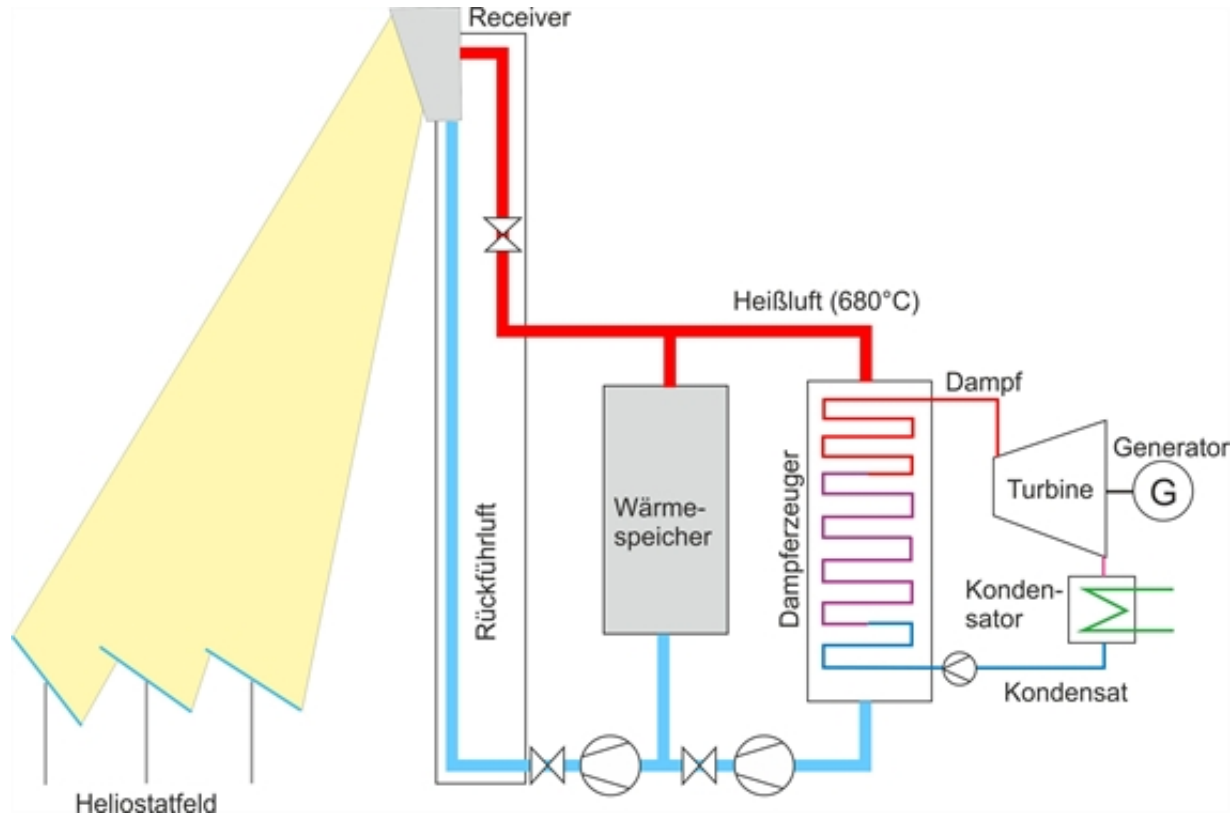 Receiver
Heißluft (680°C)
Dampf
Generator
G
Turbine
Wärme-
speicher
Dampferzeuger
Rückführluft
Konden-
sator
Kondensat
Heliostatfeld